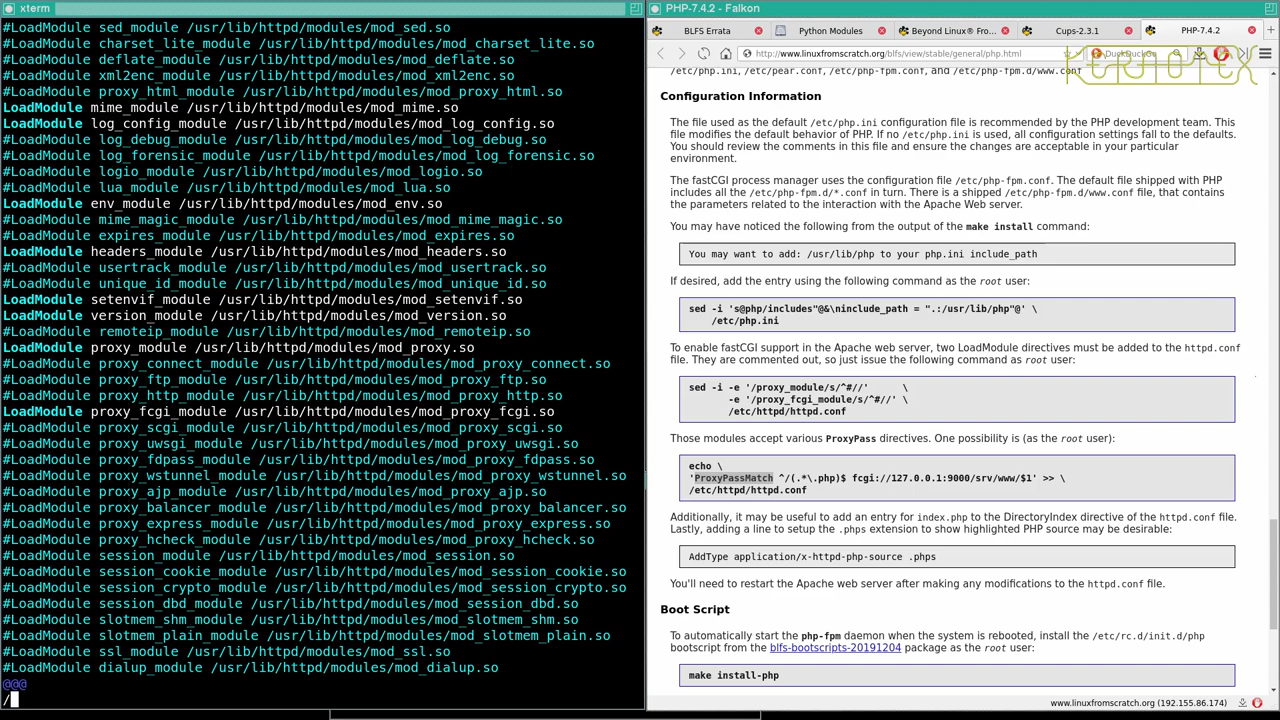 xterm
#LoadModule sed_module /usr/lib/httpd/modules/mod_sed.so
#LoadModule charset_lite_module /usr/lib/httpd/modules/mod_charset_lite.so
#LoadModule deflate_module /usr/lib/httpd/modules/mod_deflate.so
#LoadModule xml2enc_module /usr/lib/httpd/modules/mod_xml2enc.so
#LoadModule proxy_html_module /usr/lib/httpd/modules/mod_proxy_html.so
LoadModule mime_module /usr/lib/httpd/modules/mod_mime.so
LoadModule log_config_module /usr/lib/httpd/modules/mod_log_config.so
#LoadModule log_debug_module /usr/lib/httpd/modules/mod_log_debug.so
#LoadModule log_forensic_module /usr/lib/httpd/modules/mod_log_forensic.so
#LoadModule logio_module /usr/lib/httpd/modules/mod_logio.so
#LoadModule lua_module /usr/lib/httpd/modules/mod_lua.so
LoadModule env_module /usr/lib/httpd/modules/mod_env.so
#LoadModule mime_magic_module /usr/lib/httpd/modules/mod_mime_magic.so
#LoadModule expires_module /usr/lib/httpd/modules/mod_expires.so
LoadModule headers_module /usr/lib/httpd/modules/mod_headers.so
#LoadModule usertrack_module /usr/lib/httpd/modules/mod_usertrack.so
#LoadModule unique_id_module /usr/lib/httpd/modules/mod_unique_id.so
LoadModule setenvif_module /usr/lib/httpd/modules/mod_setenvif.so
LoadModule version_module /usr/lib/httpd/modules/mod_version.so
#LoadModule remoteip_module /usr/lib/httpd/modules/mod_remoteip.so
LoadModule proxy_module /usr/lib/httpd/modules/mod_proxy.so
#LoadModule proxy_connect_module /usr/lib/httpd/modules/mod_proxy_connect.so
#LoadModule proxy_ftp_module /usr/lib/httpd/modules/mod_proxy_ftp.so
#LoadModule proxy_http_module /usr/lib/httpd/modules/mod_proxy_http.so
LoadModule proxy_fcgi_module /usr/lib/httpd/modules/mod_proxy_fcgi.so
#LoadModule proxy_scgi_module /usr/lib/httpd/modules/mod_proxy_scgi.so
#LoadModule proxy_uwsgi_module /usr/lib/httpd/modules/mod_proxy_uwsgi.so
#LoadModule proxy_fdpass_module /usr/lib/httpd/modules/mod_proxy_fdpass.so
#LoadModule proxy_wstunnel_module /usr/lib/httpd/modules/mod_proxy_wstunnel.so
#LoadModule proxy_ajp_module /usr/lib/httpd/modules/mod_proxy_ajp.so
#LoadModule proxy_balancer_module /usr/lib/httpd/modules/mod_proxy_balancer.so
#LoadModule proxy_express_module /usr/lib/httpd/modules/mod_proxy_express.so
#LoadModule proxy_hcheck_module /usr/lib/httpd/modules/mod_proxy_hcheck.so
#LoadModule session_module /usr/lib/httpd/modules/mod_session.so
#LoadModule session_cookie_module /usr/lib/httpd/modules/mod_session_cookie.so
#LoadModule session_crypto_module /usr/lib/httpd/modules/mod_session_crypto.so
#LoadModule session_dbd_module /usr/lib/httpd/modules/mod_session_dbd.so
#LoadModule slotmem_shm_module /usr/lib/httpd/modules/mod_slotmem_shm.so
#LoadModule slotmem_plain_module /usr/lib/httpd/modules/mod_slotmem_plain.so
#LoadModule ssl_module /usr/lib/httpd/modules/mod_ssl.so
#LoadModule dialup_module /usr/lib/httpd/modules/mod_dialup.so
@@@
/
PHP-7.4.2 - Falkon
BLFS Errata Python Modules Beyond Linux® Fro Cups-2.3.1 PHP-7.4.2
http://www.linuxfromscratch.org/blfs/view/stable/general/php.html DuckDuckGo
KERNOTEX
/etc/php.ini, /etc/pear.conf, /etc/php-fpm.conf, and /etc/php-fpm.d/www.conf
Configuration Information
The file used as the default /etc/php.ini configuration file is recommended by the PHP development team. This
file modifies the default behavior of PHP. If no /etc/php.ini is used, all configuration settings fall to the defaults.
You should review the comments in this file and ensure the changes are acceptable in your particular
environment.
The fastCGI process manager uses the configuration file /etc/php-fpm.conf. The default file shipped with PHP
includes all the /etc/php-fpm.d/*.conf in turn. There is a shipped /etc/php-fpm.d/www.conf file, that contains
the parameters related to the interaction with the Apache Web server.
You may have noticed the following from the output of the make install command:
You may want to add: /usr/lib/php to your php.ini include_path
If desired, add the entry using the following command as the root user:
sed -i 's@php/includes"@&\ninclude_path = ".:/usr/lib/php"@' \
/etc/php.ini
To enable fastCGI support in the Apache web server, two LoadModule directives must be added to the httpd.conf
file. They are commented out, so just issue the following command as root user:
sed -i -e '/proxy_module/s/^#//' \
-e '/proxy_fcgi_module/s/^#//' \
/etc/httpd/httpd.conf
Those modules accept various ProxyPass directives. One possibility is (as the root user):
echo \
'ProxyPassMatch ^/(.*\.php)$ fcgi://127.0.0.1:9000/srv/www/$1' >> \
/etc/httpd/httpd.conf
Additionally, it may be useful to add an entry for index.php to the DirectoryIndex directive of the httpd.conf file.
Lastly, adding a line to setup the .phps extension to show highlighted PHP source may be desirable:
AddType application/x-httpd-php-source .phps
You'll need to restart the Apache web server after making any modifications to the httpd.conf file.
Boot Script
To automatically start the php-fpm daemon when the system is rebooted, install the /etc/rc.d/init.d/php
bootscript from the blfs-bootscripts-20191204 package as the root user:
make install-php
www.linuxfromscratch.org (192.155.86.174)